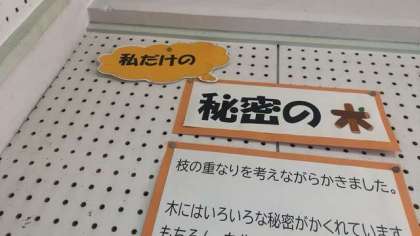 私だけの
秘密の木
枝の重なりを考えながらかきました。
木にはいろいろな秘密がかくれています